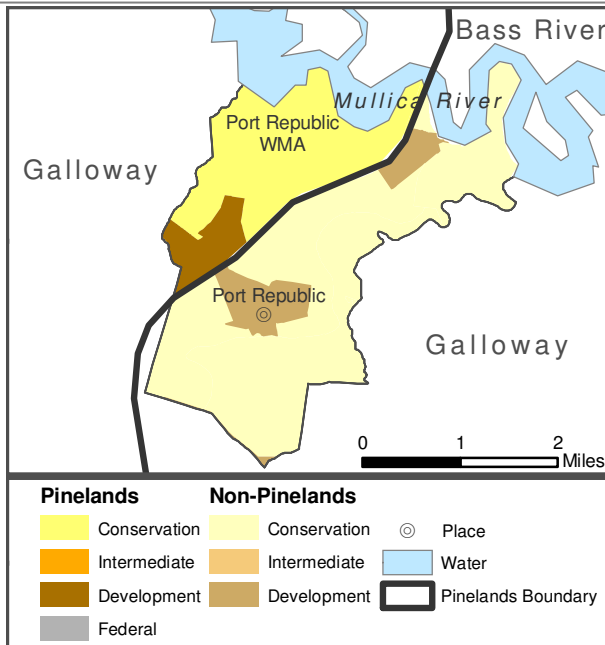 Bass River
Mullica River
Port Republic
WMA
Galloway
Port Republic
Galloway
0 1 2
Miles
Pinelands
Conservation
Intermediate
Development
Federal
Non-Pinelands
Conservation
Intermediate
Development
Place
Water
Pinelands Boundary